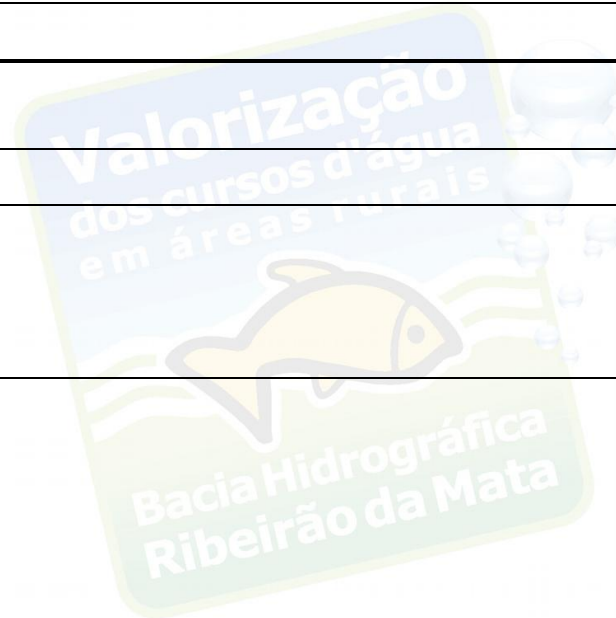 Valorização
dos cursos d'água
em áreas rurais
Bacia Hidrográfica
Ribeirão da Mata